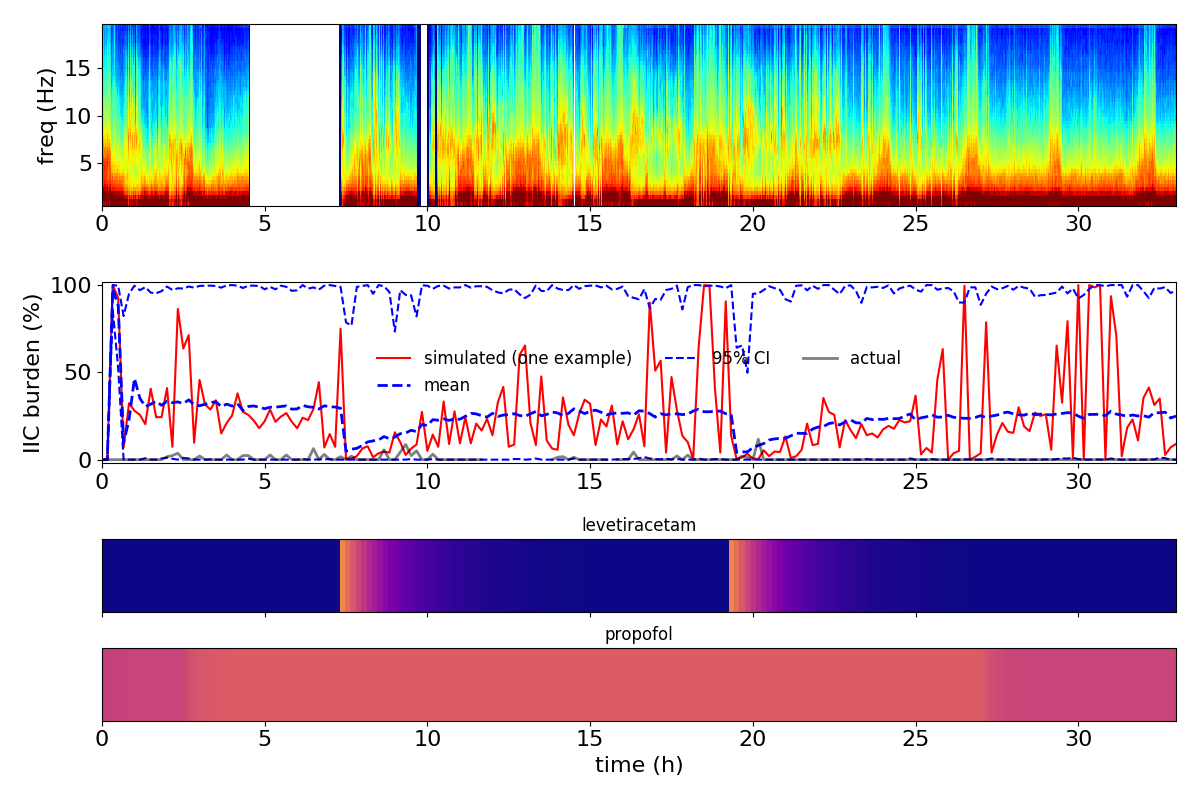 freq (Hz)
15
10
5
0 5 10 15 20 25 30
IIC burden (%)
100
50
0
simulated (one example) 95% CI actual
mean
0 5 10 15 20 25 30
levetiracetam
propofol
0 5 10 15 20 25 30
time (h)